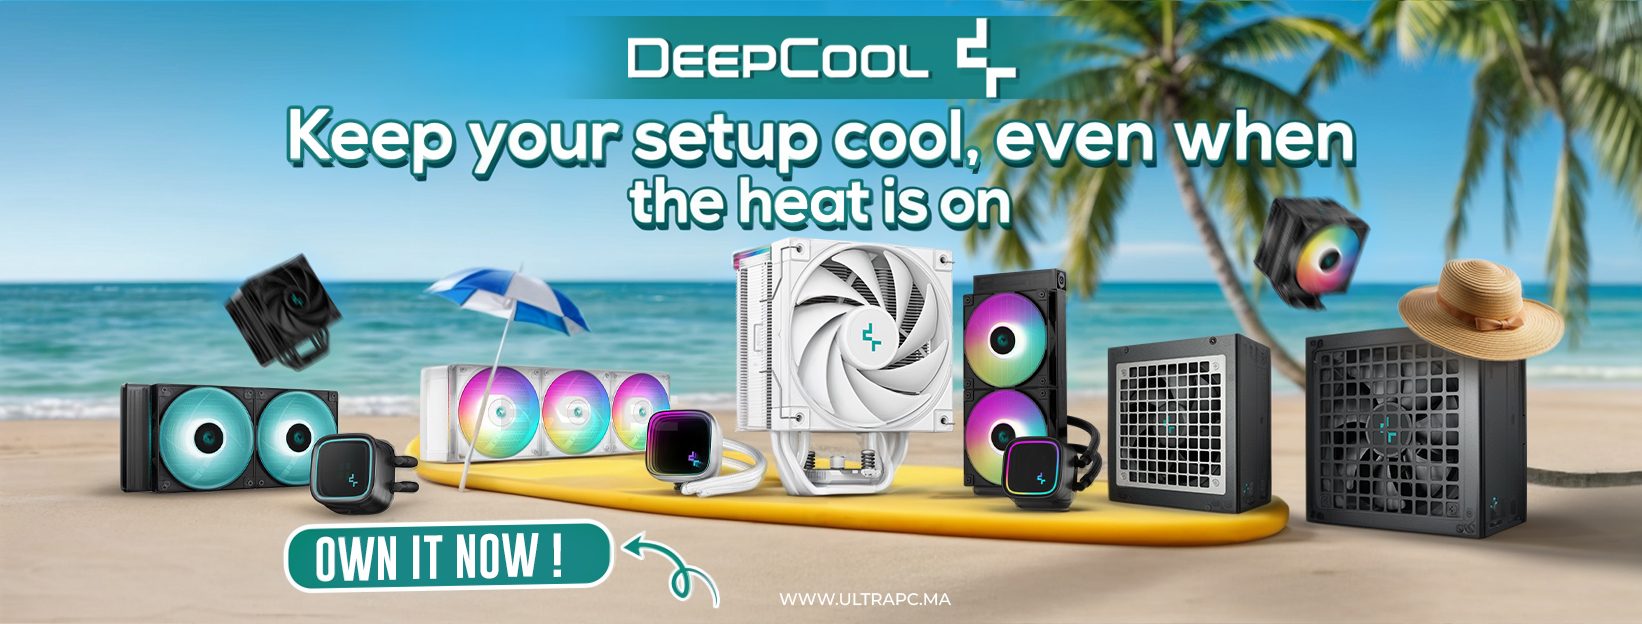 DEEPCOOL
Keep your setup cool, even when
the heat is on
OWN IT NOW !
WWW.ULTRAPC.MA